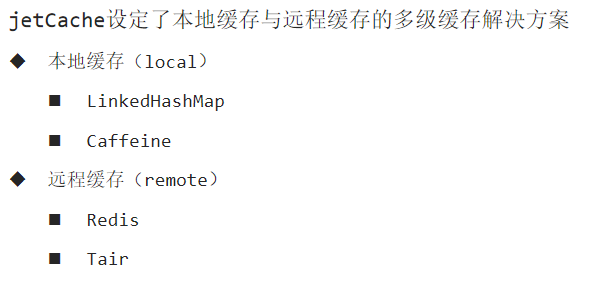 jetCache设定了本地缓存与远程缓存的多级缓存解决方案
◆ 本地缓存（local）
■ LinkedHashMap
■ Caffeine
◆ 远程缓存（remote）
■ Redis
■ Tair